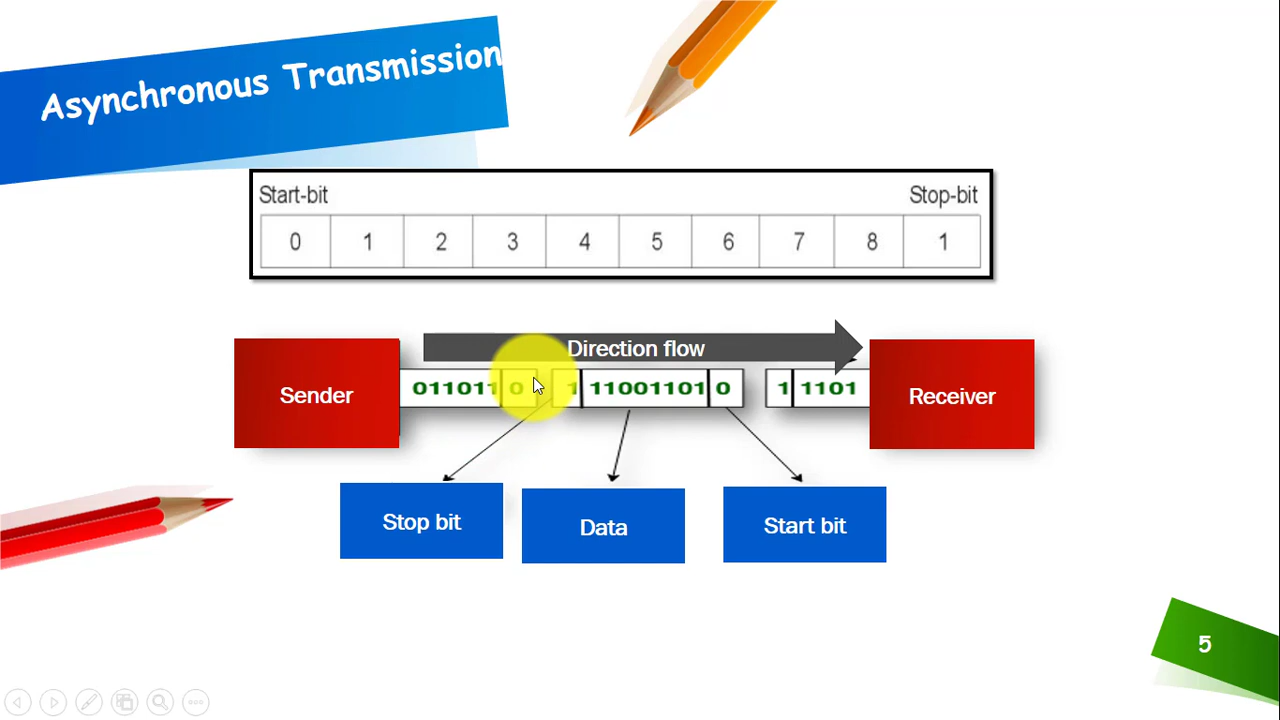 Asynchronous Transmission
Start-bit Stop-bit
0 1 2 3 4 5 6 7 8 1
Direction flow
Sender 011011 0 1 11001101 0 1 1101 Receiver
Stop bit Data Start bit
5